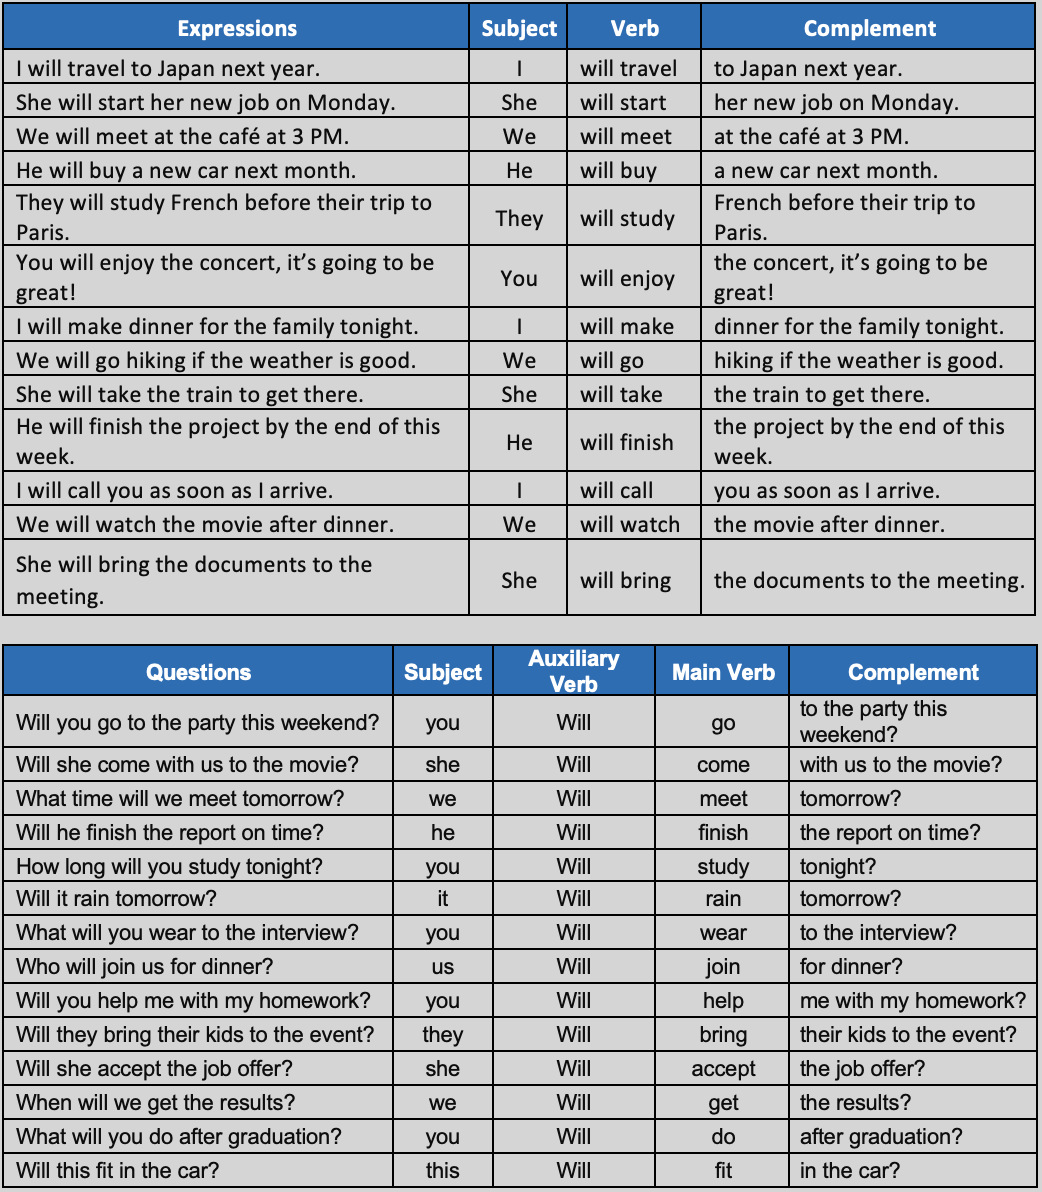 Expressions Subject Verb Complement
I will travel to Japan next year. I will travel to Japan next year.
She will start her new job on Monday. She will start her new job on Monday.
We will meet at the café at 3 PM. We will meet at the café at 3 PM.
He will buy a new car next month. He will buy a new car next month.
They will study French before their trip to Paris. They will study French before their trip to Paris.
You will enjoy the concert, it’s going to be great! You will enjoy the concert, it’s going to be great!
I will make dinner for the family tonight. I will make dinner for the family tonight.
We will go hiking if the weather is good. We will go hiking if the weather is good.
She will take the train to get there. She will take the train to get there.
He will finish the project by the end of this week. He will finish the project by the end of this week.
I will call you as soon as I arrive. I will call you as soon as I arrive.
We will watch the movie after dinner. We will watch the movie after dinner.
She will bring the documents to the meeting. She will bring the documents to the meeting.
Questions Subject Auxiliary Verb Main Verb Complement
Will you go to the party this weekend? you Will go to the party this weekend?
Will she come with us to the movie? she Will come with us to the movie?
What time will we meet tomorrow? we Will meet tomorrow?
Will he finish the report on time? he Will finish the report on time?
How long will you study tonight? you Will study tonight?
Will it rain tomorrow? it Will rain tomorrow?
What will you wear to the interview? you Will wear to the interview?
Who will join us for dinner? us Will join for dinner?
Will you help me with my homework? you Will help me with my homework?
Will they bring their kids to the event? they Will bring their kids to the event?
Will she accept the job offer? she Will accept the job offer?
When will we get the results? we Will get the results?
What will you do after graduation? you Will do after graduation?
Will this fit in the car? this Will fit in the car?